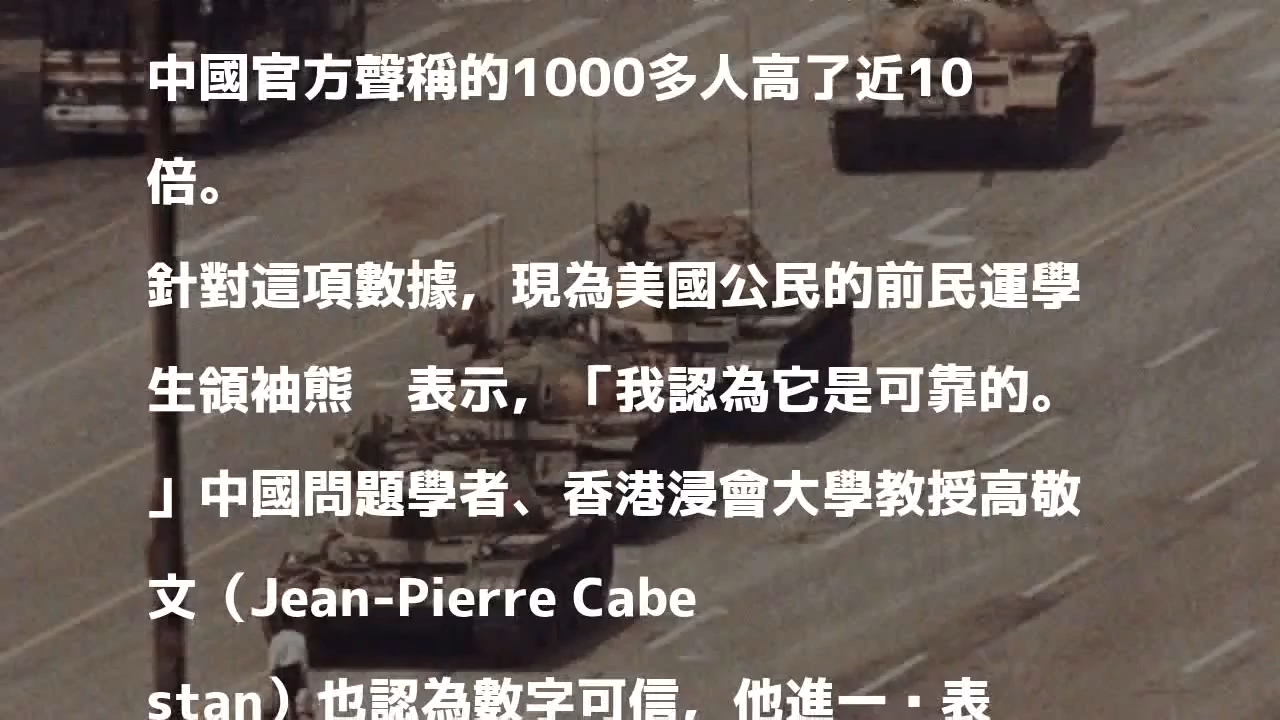 中國官方聲稱的1000多人高了近10
倍。
針對這項數據，現為美國公民的前民運學
生領袖熊　表示，「我認為它是可靠的。
」中國問題學者、香港浸會大學教授高敬
文（Jean-Pierre Cabe
stan）也認為數字可信，他進一·表